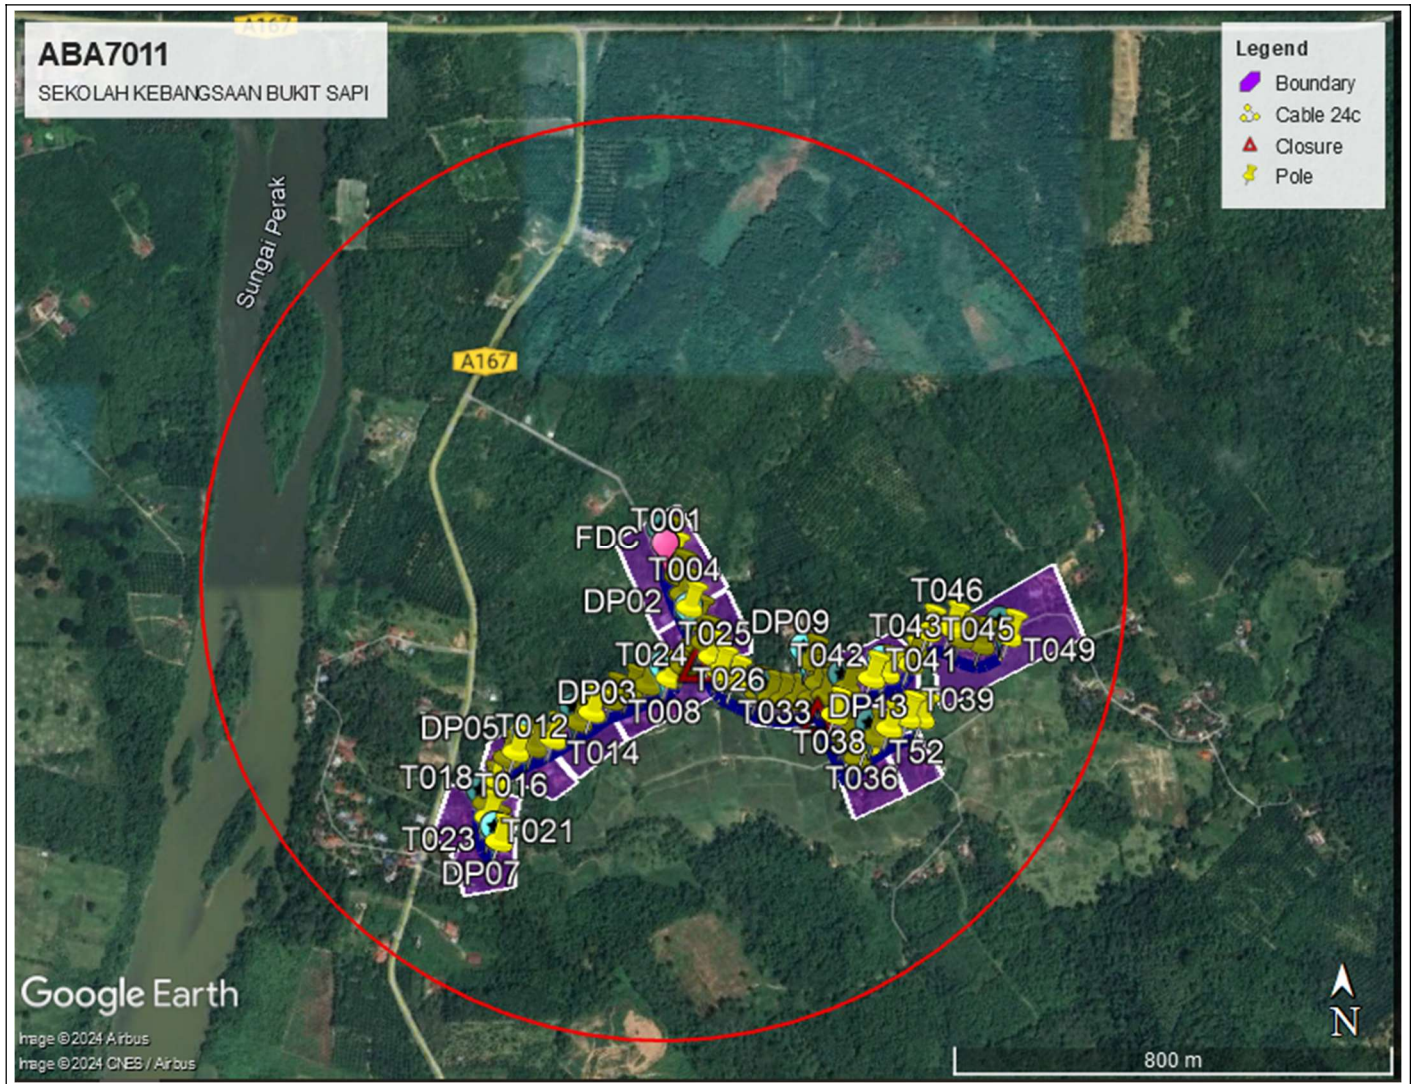 A167
ABA7011
SEKOLAH KEBANGSAAN BUKIT SAPI
Legend
Boundary
Cable 24c
Closure
Pole
Sungai Perak
A167
T001
FDC
T004
DP02
T046
DP09
T025
T043
T045
T024
T042
T041
T049
T026
DP03
T039
T008
T033
DP13
DP05
T012
T038
T014
T52
T018
T016
T036
T023
T021
DP07
Google Earth
Image © 2024 Airbus
Image © 2024 CNES / Airbus
N
800 m